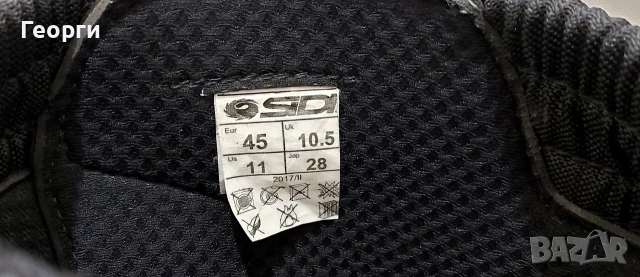 Георги
SIDI
Eur 45 Uk 10.5
Us 11 Jap 28
2017/II
BAZAR